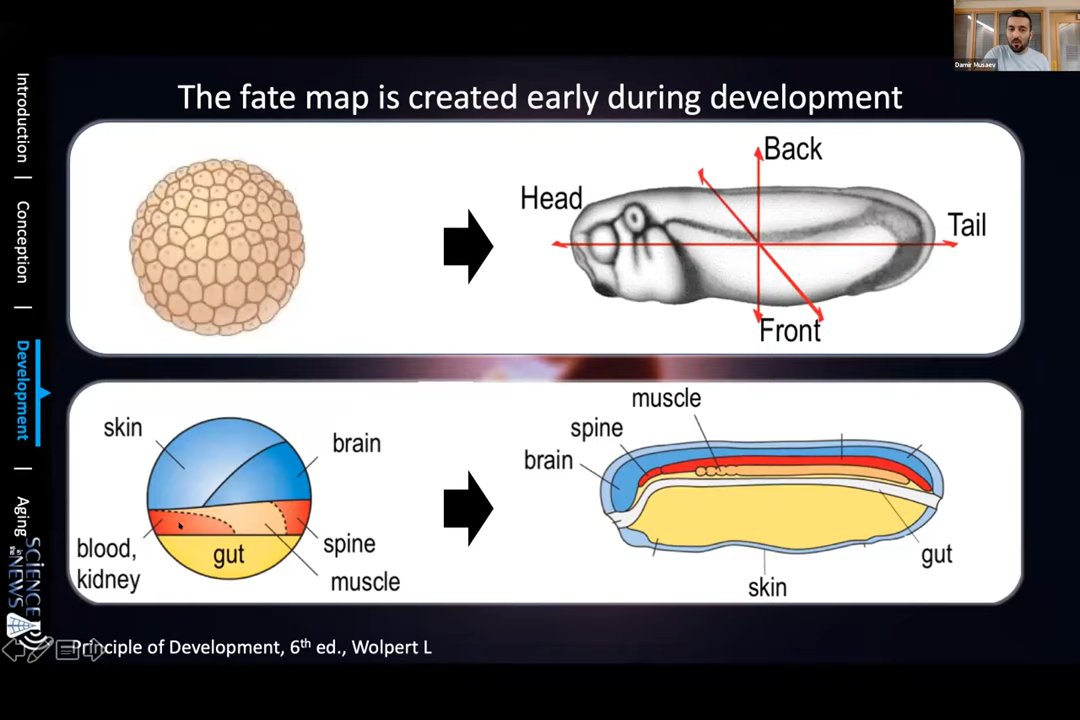 Damir Musaev
Introduction |
Conception |
Development |
Aging
SCIENCE
in the
NEWS
The fate map is created early during development
Back
Head
Tail
Front
skin
brain
blood,
kidney
gut
spine
muscle
muscle
spine
brain
gut
skin
Principle of Development, 6th ed., Wolpert L